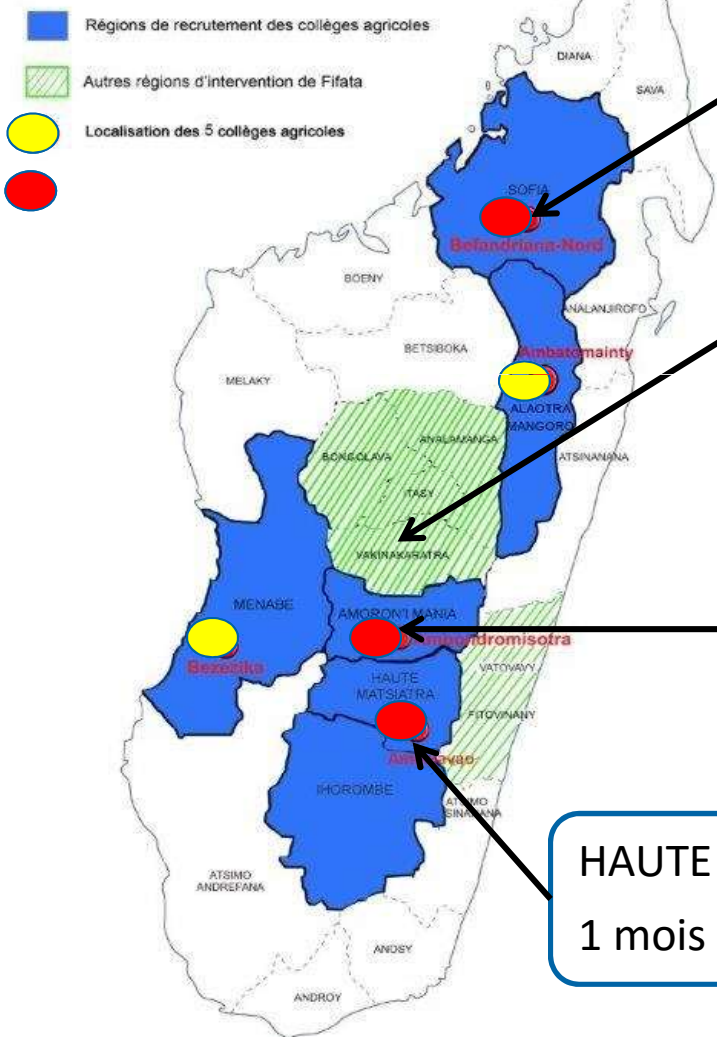 Régions de recrutement des collèges agricoles
Autres régions d'intervention de Fifata
Localisation des 5 collèges agricoles
DIANA
SAVA
SOFIA
Befandriana-Nord
BOENY
ANALANJIROFO
BETSIBOKA
Ambatomainty
MELAKY
ALAOTRA
MANGORO
ANALAMANGA
BONGOLAVA
ATSINANANA
ITASY
VAKINAKARATRA
MENABE
AMORON'I MANIA
Bezezika
VATOVAVY
HAUTE
MATSIATRA
FITOVINANY
IHOROMBE
ATSIMO
ATSIMO
ANDREFANA
HAUTE
1 mois
ANOSY
ANDROY